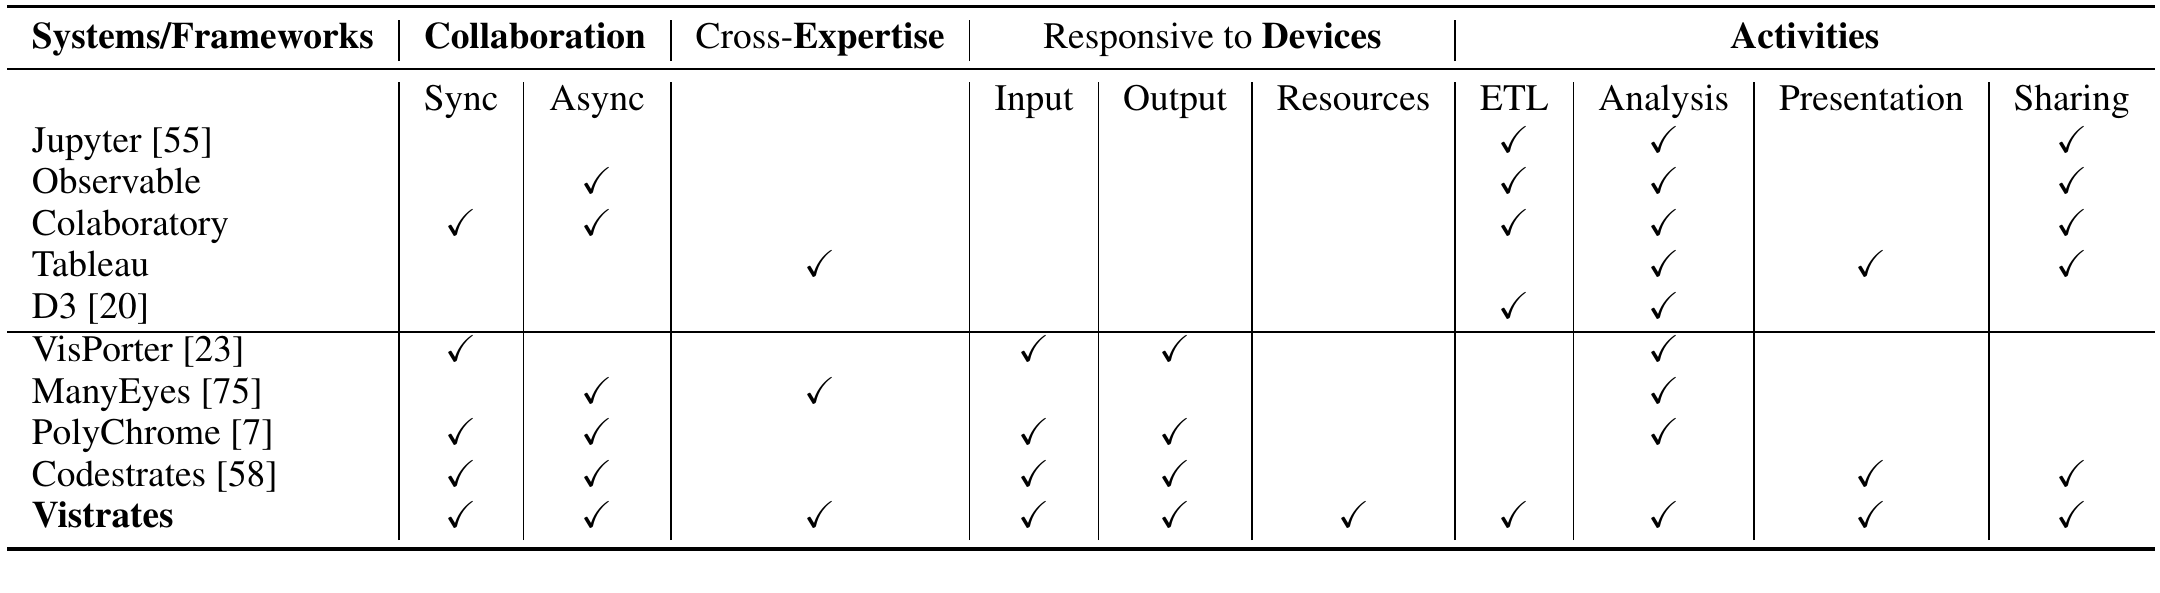 Systems/Frameworks Collaboration Cross-Expertise Responsive to Devices Activities
Sync Async Input Output Resources ETL Analysis Presentation Sharing
Jupyter [55] ✓ ✓ ✓
Observable ✓ ✓ ✓ ✓
Colaboratory ✓ ✓ ✓ ✓ ✓
Tableau ✓ ✓ ✓ ✓
D3 [20] ✓ ✓
VisPorter [23] ✓ ✓ ✓ ✓
ManyEyes [75] ✓ ✓ ✓
PolyChrome [7] ✓ ✓ ✓ ✓ ✓
Codestrates [58] ✓ ✓ ✓ ✓ ✓ ✓
Vistrates ✓ ✓ ✓ ✓ ✓ ✓ ✓ ✓ ✓ ✓